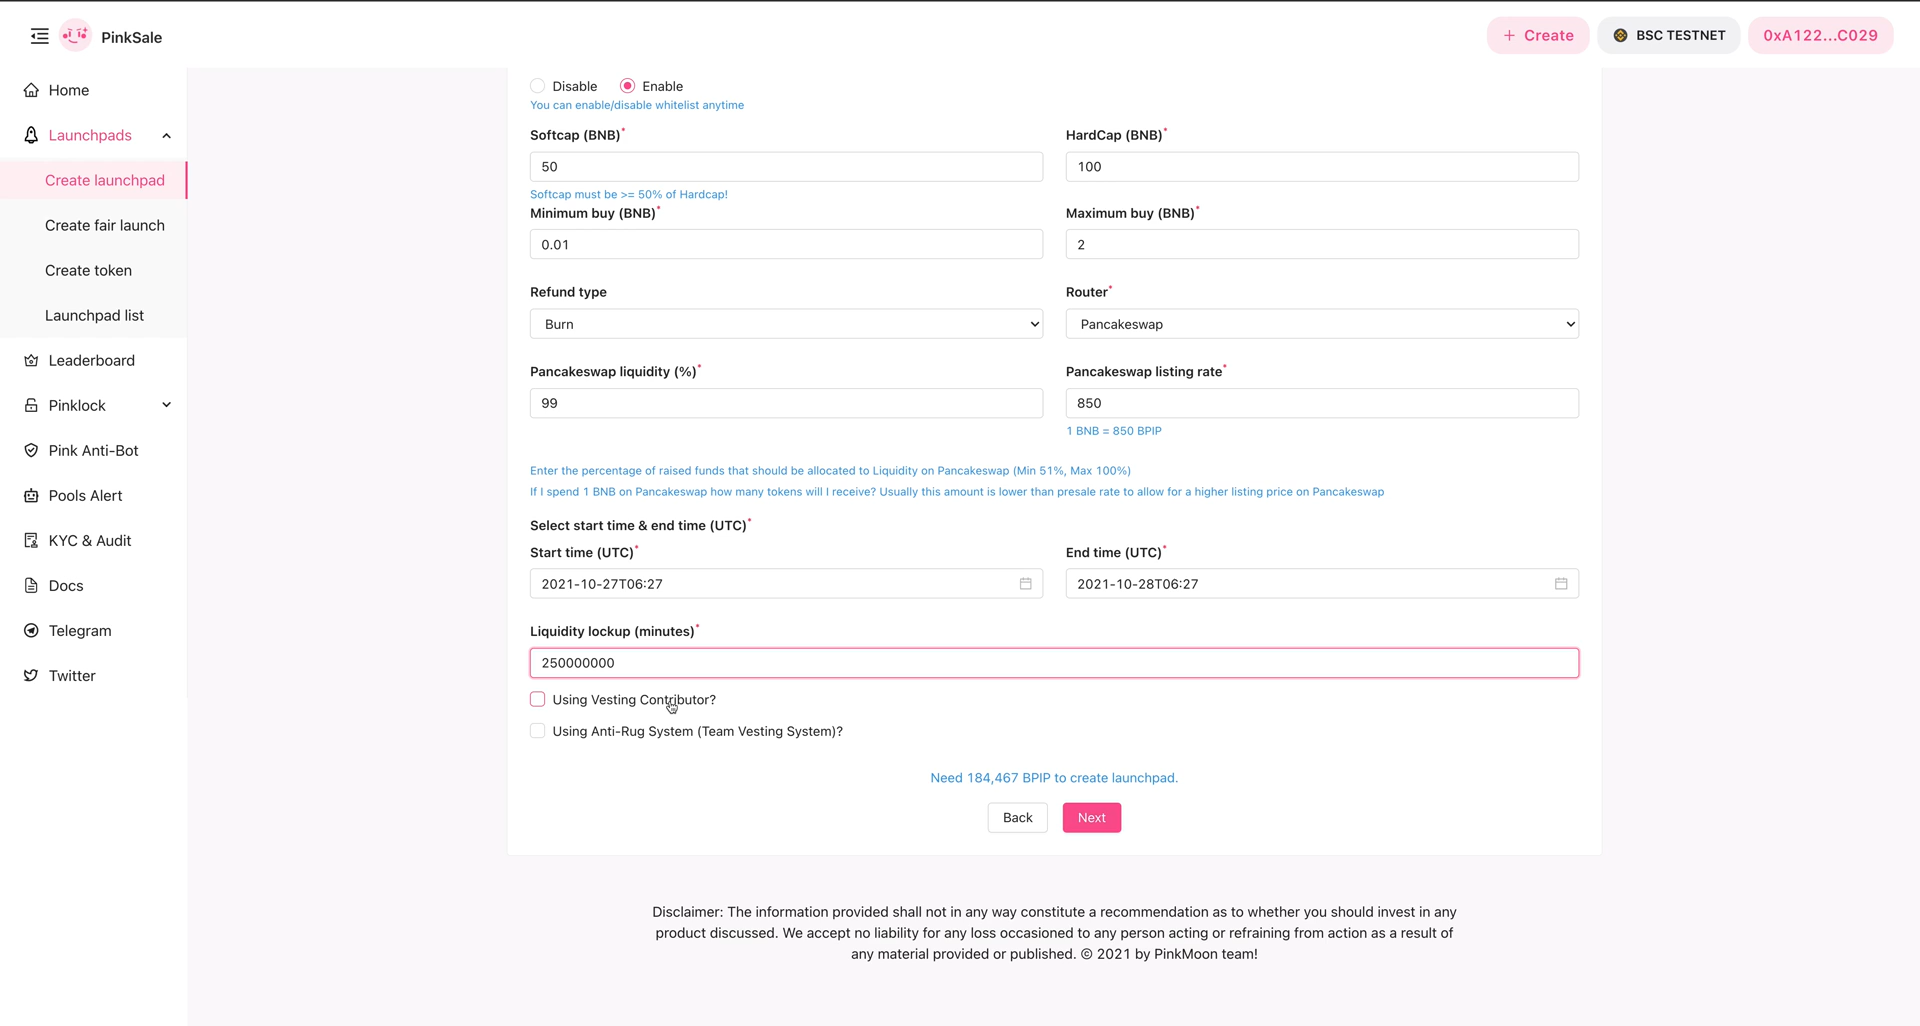 PinkSale
+ Create
BSC TESTNET
0xA122...C029
Home
Launchpads
Create launchpad
Create fair launch
Create token
Launchpad list
Leaderboard
Pinklock
Pink Anti-Bot
Pools Alert
KYC & Audit
Docs
Telegram
Twitter
Disable Enable
You can enable/disable whitelist anytime
Softcap (BNB)* HardCap (BNB)*
50 100
Softcap must be >= 50% of Hardcap!
Minimum buy (BNB)* Maximum buy (BNB)*
0.01 2
Refund type Router*
Burn Pancakeswap
Pancakeswap liquidity (%)* Pancakeswap listing rate*
99 850
1 BNB = 850 BPIP
Enter the percentage of raised funds that should be allocated to Liquidity on Pancakeswap (Min 51%, Max 100%)
If I spend 1 BNB on Pancakeswap how many tokens will I receive? Usually this amount is lower than presale rate to allow for a higher listing price on Pancakeswap
Select start time & end time (UTC)*
Start time (UTC)* End time (UTC)*
2021-10-27T06:27 2021-10-28T06:27
Liquidity lockup (minutes)*
250000000
Using Vesting Contributor?
Using Anti-Rug System (Team Vesting System)?
Need 184,467 BPIP to create launchpad.
Back Next
Disclaimer: The information provided shall not in any way constitute a recommendation as to whether you should invest in any
product discussed. We accept no liability for any loss occasioned to any person acting or refraining from action as a result of
any material provided or published. © 2021 by PinkMoon team!